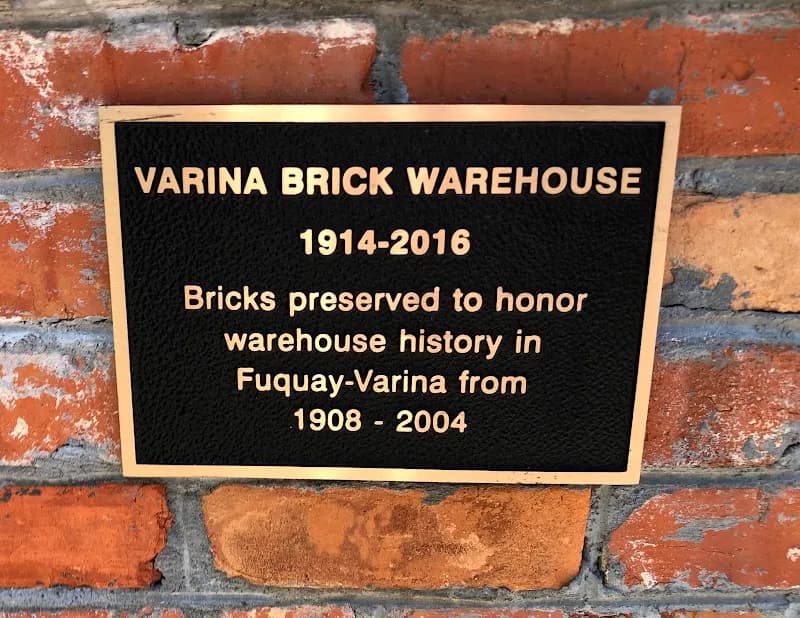 VARINA BRICK WAREHOUSE
1914-2016
Bricks preserved to honor
warehouse history in
Fuquay-Varina from
1908 - 2004